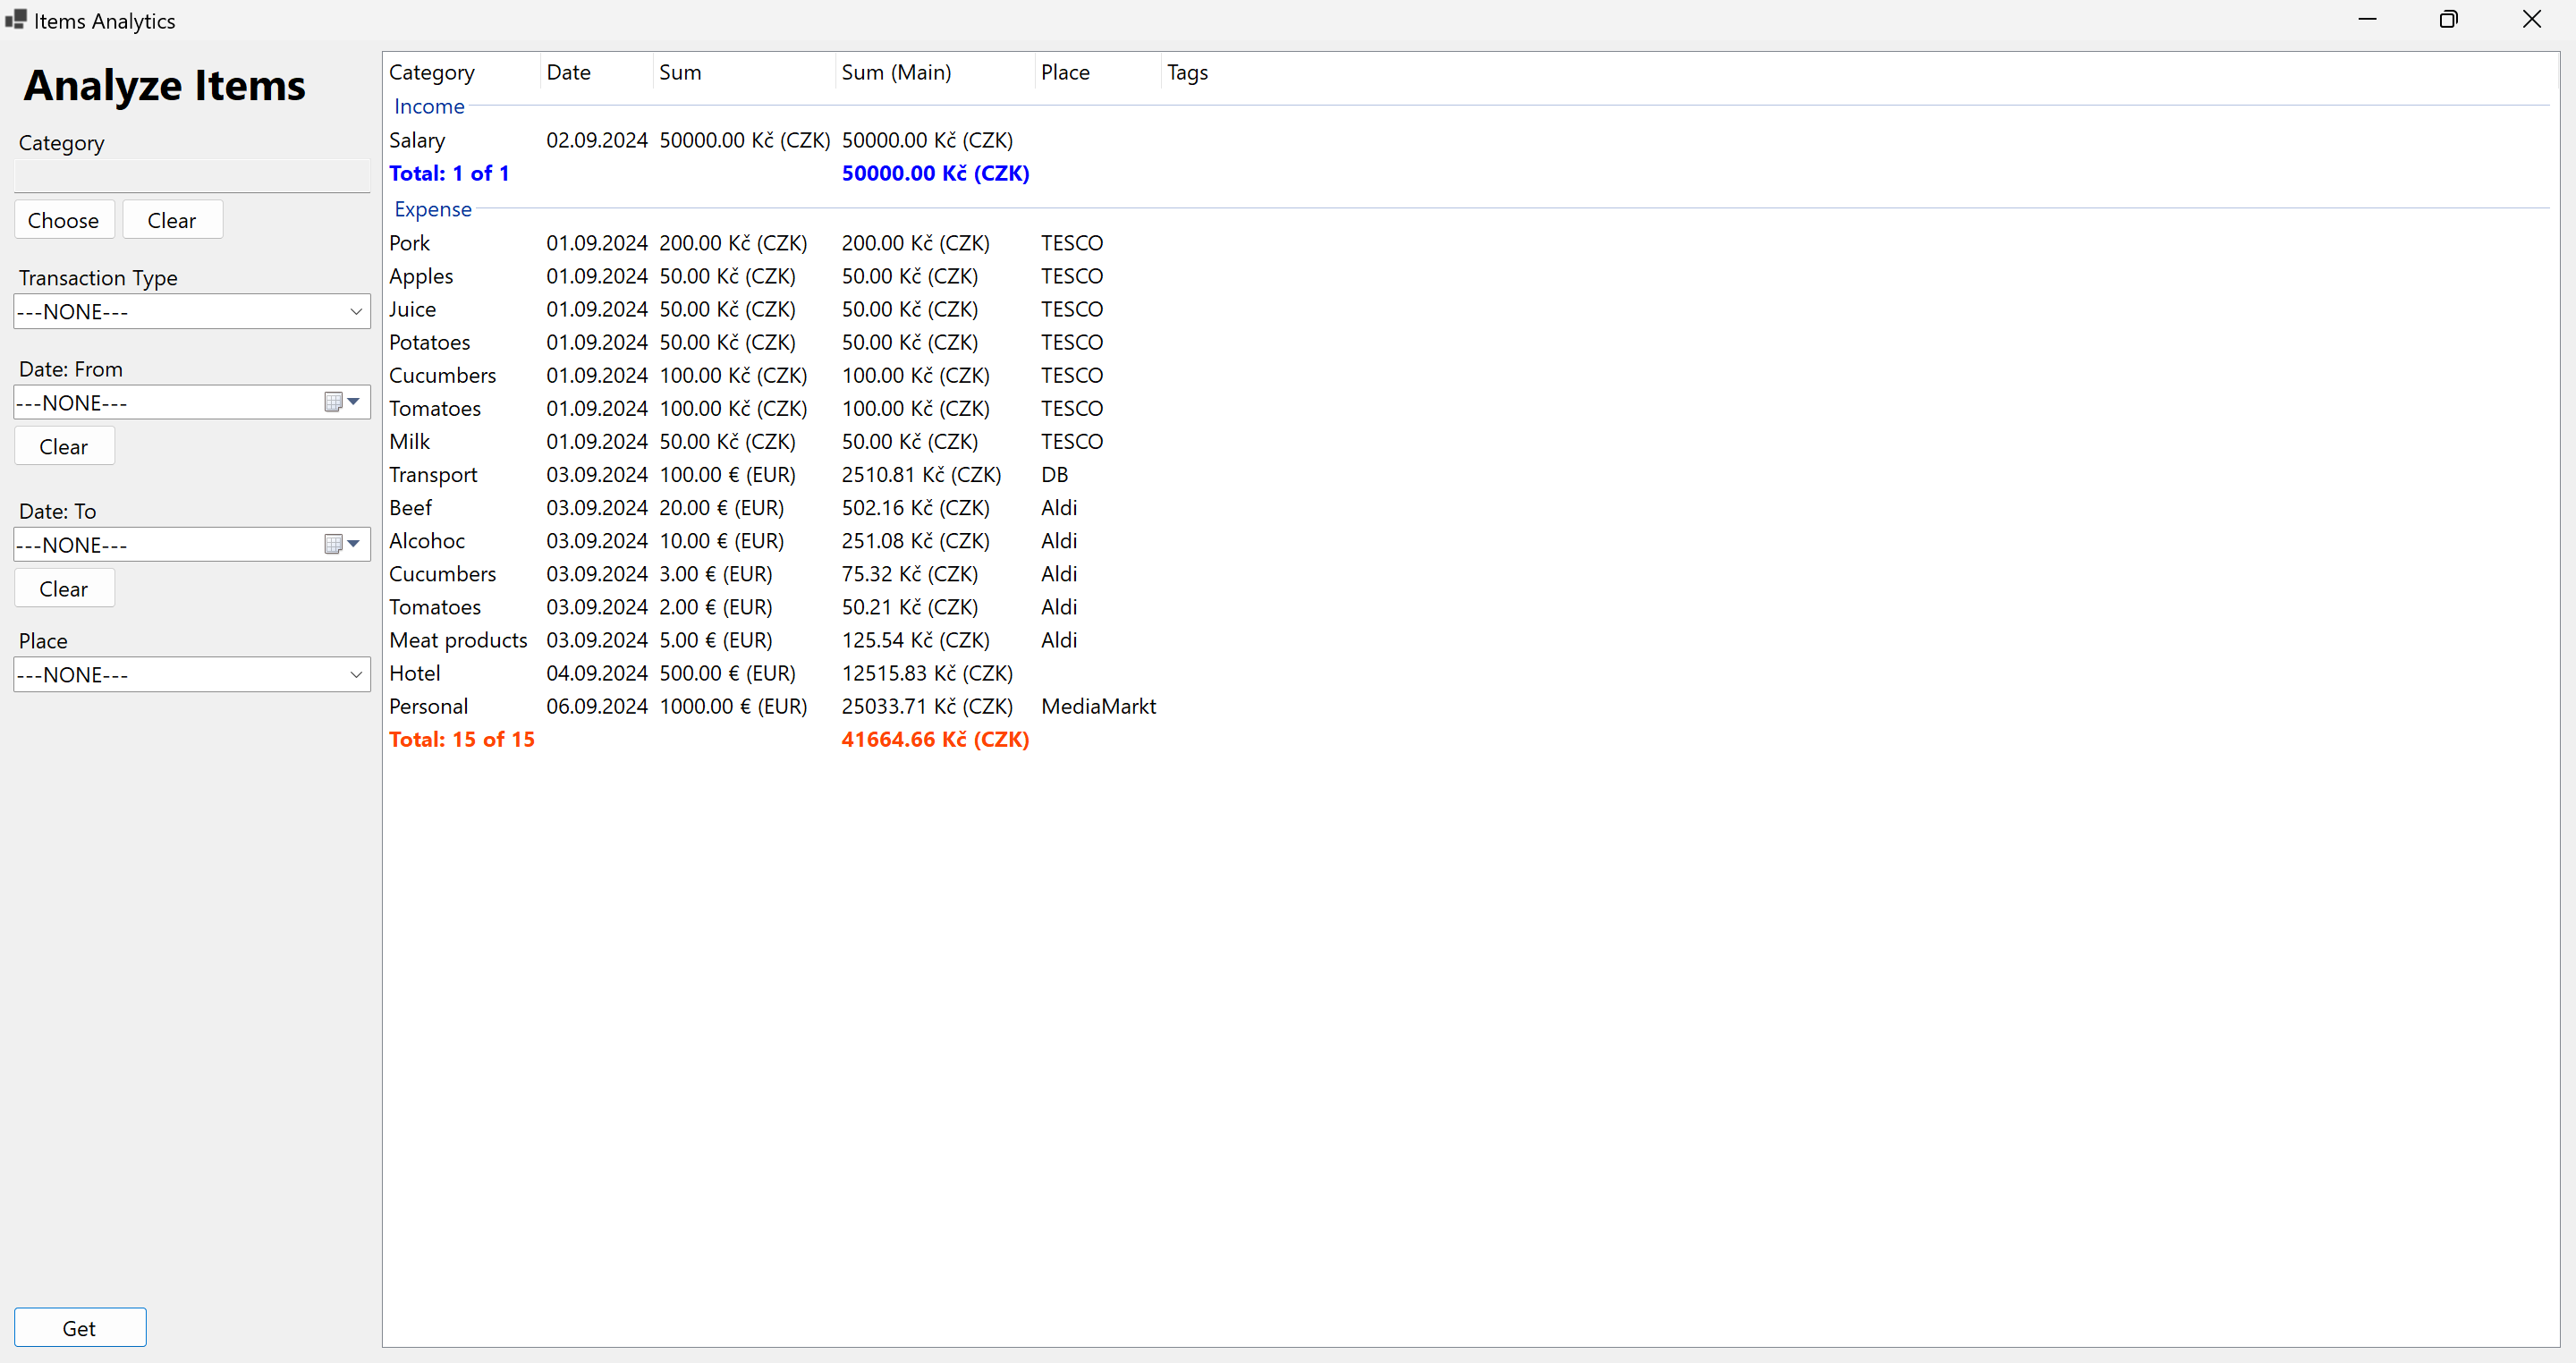 Items Analytics
Analyze Items
Category
Choose Clear
Transaction Type
---NONE---
Date: From
---NONE---
Clear
Date: To
---NONE---
Clear
Place
---NONE---
Get
Category Date Sum Sum (Main) Place Tags
Income
Salary 02.09.2024 50000.00 Kč (CZK) 50000.00 Kč (CZK)
Total: 1 of 1 50000.00 Kč (CZK)
Expense
Pork 01.09.2024 200.00 Kč (CZK) 200.00 Kč (CZK) TESCO
Apples 01.09.2024 50.00 Kč (CZK) 50.00 Kč (CZK) TESCO
Juice 01.09.2024 50.00 Kč (CZK) 50.00 Kč (CZK) TESCO
Potatoes 01.09.2024 50.00 Kč (CZK) 50.00 Kč (CZK) TESCO
Cucumbers 01.09.2024 100.00 Kč (CZK) 100.00 Kč (CZK) TESCO
Tomatoes 01.09.2024 100.00 Kč (CZK) 100.00 Kč (CZK) TESCO
Milk 01.09.2024 50.00 Kč (CZK) 50.00 Kč (CZK) TESCO
Transport 03.09.2024 100.00 € (EUR) 2510.81 Kč (CZK) DB
Beef 03.09.2024 20.00 € (EUR) 502.16 Kč (CZK) Aldi
Alcohoc 03.09.2024 10.00 € (EUR) 251.08 Kč (CZK) Aldi
Cucumbers 03.09.2024 3.00 € (EUR) 75.32 Kč (CZK) Aldi
Tomatoes 03.09.2024 2.00 € (EUR) 50.21 Kč (CZK) Aldi
Meat products 03.09.2024 5.00 € (EUR) 125.54 Kč (CZK) Aldi
Hotel 04.09.2024 500.00 € (EUR) 12515.83 Kč (CZK)
Personal 06.09.2024 1000.00 € (EUR) 25033.71 Kč (CZK) MediaMarkt
Total: 15 of 15 41664.66 Kč (CZK)